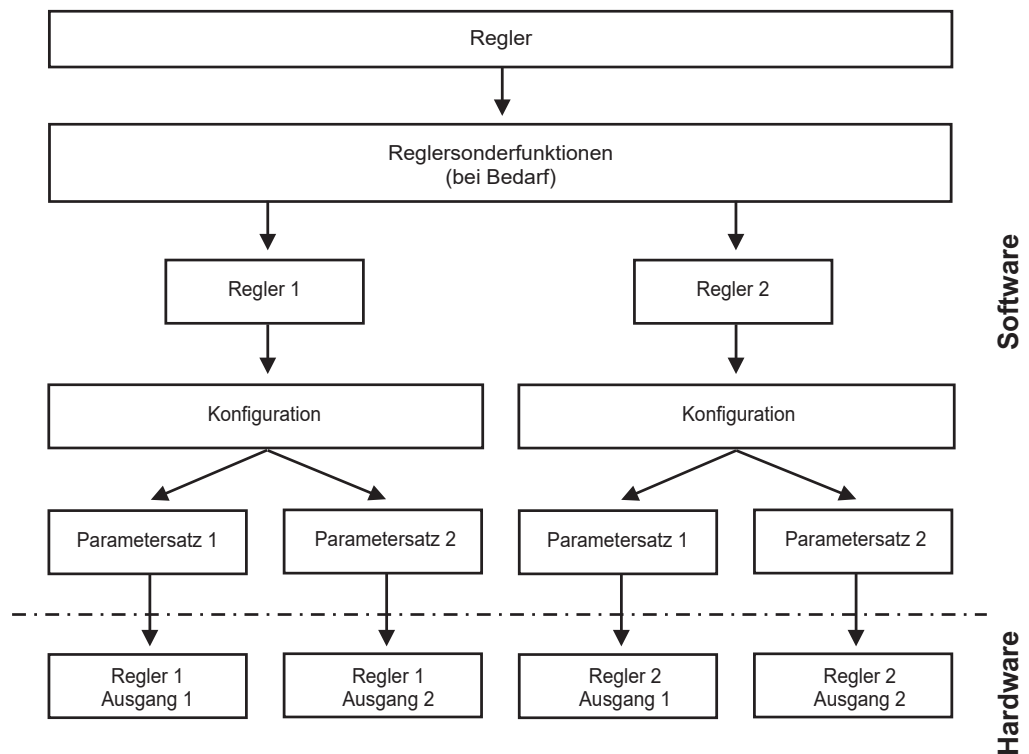 Regler
Reglersonderfunktionen
(bei Bedarf)
Regler 1
Regler 2
Software
Konfiguration
Konfiguration
Parametersatz 1
Parametersatz 2
Parametersatz 1
Parametersatz 2
Regler 1
Ausgang 1
Regler 1
Ausgang 2
Regler 2
Ausgang 1
Regler 2
Ausgang 2
Hardware